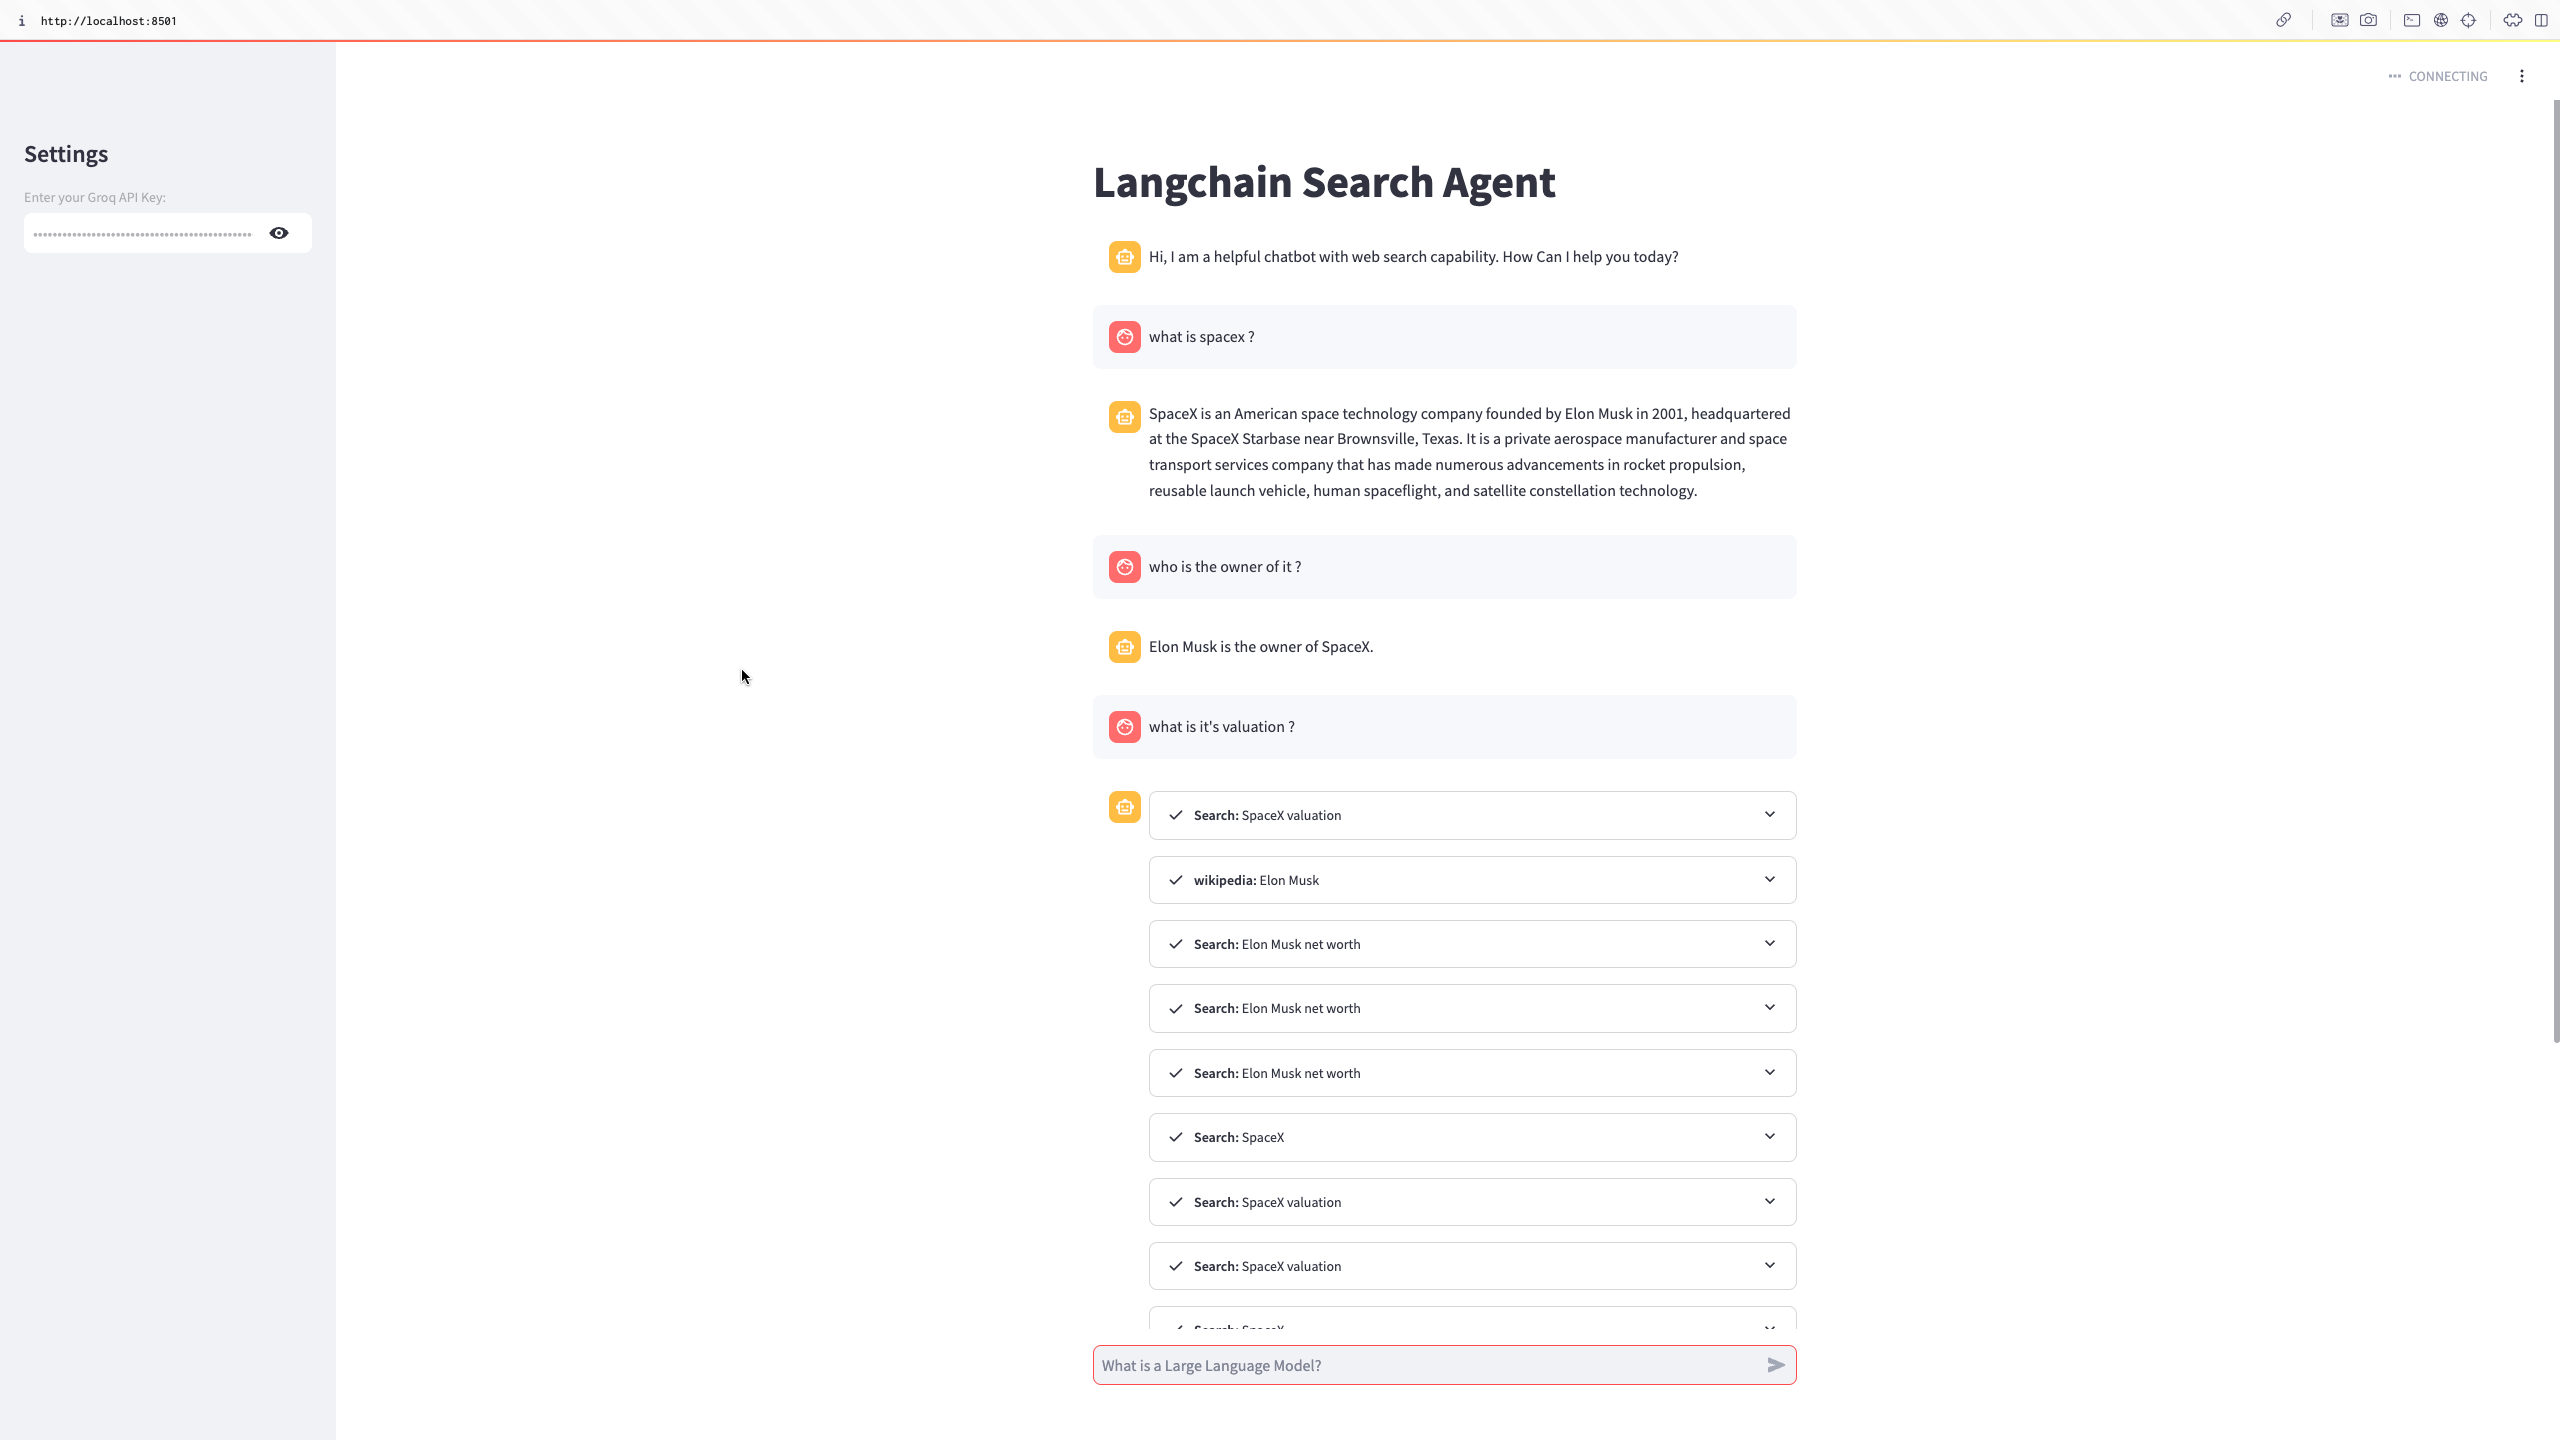 http://localhost:8501
CONNECTING
Settings
Enter your Groq API Key:
Langchain Search Agent
Hi, I am a helpful chatbot with web search capability. How Can I help you today?
what is spacex ?
SpaceX is an American space technology company founded by Elon Musk in 2001, headquartered
at the SpaceX Starbase near Brownsville, Texas. It is a private aerospace manufacturer and space
transport services company that has made numerous advancements in rocket propulsion,
reusable launch vehicle, human spaceflight, and satellite constellation technology.
who is the owner of it ?
Elon Musk is the owner of SpaceX.
what is it's valuation ?
Search: SpaceX valuation
wikipedia: Elon Musk
Search: Elon Musk net worth
Search: Elon Musk net worth
Search: Elon Musk net worth
Search: SpaceX
Search: SpaceX valuation
Search: SpaceX valuation
Search: SpaceX
What is a Large Language Model?